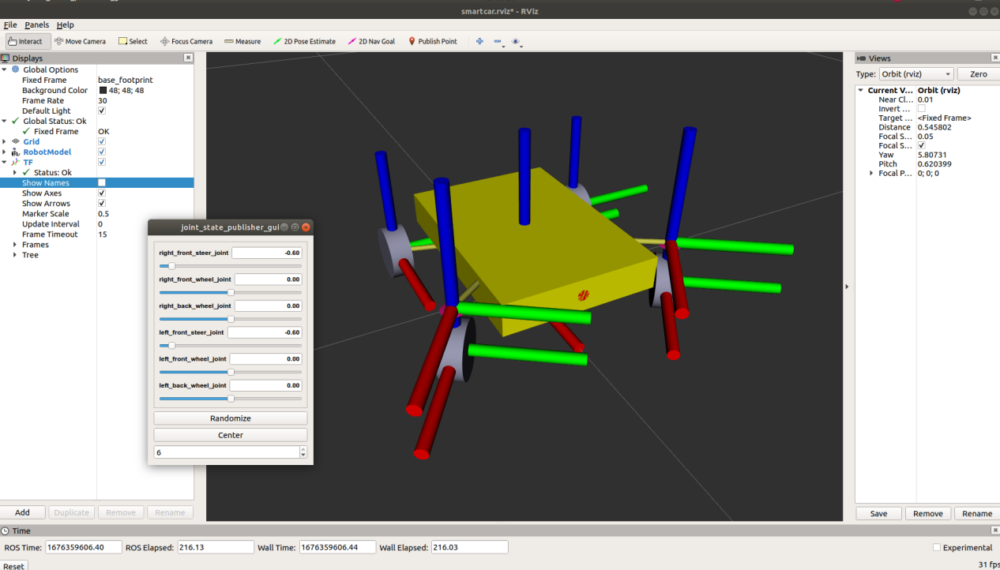 smartcar.rviz* - RViz
File Panels Help
Interact Move Camera Select Focus Camera Measure 2D Pose Estimate 2D Nav Goal Publish Point
Displays
Global Options
Fixed Frame base_footprint
Background Color 48; 48; 48
Frame Rate 30
Default Light
Global Status: Ok
Fixed Frame OK
Grid
RobotModel
TF
Status: Ok
Show Names
Show Axes
Show Arrows
Marker Scale 0.5
Update Interval 0
Frame Timeout 15
Frames
Tree
Add Duplicate Remove Rename
joint_state_publisher_gui
right_front_steer_joint -0.60
right_front_wheel_joint 0.00
right_back_wheel_joint 0.00
left_front_steer_joint -0.60
left_front_wheel_joint 0.00
left_back_wheel_joint 0.00
Randomize
Center
6
Views
Type: Orbit (rviz) Zero
Current V... Orbit (rviz)
Near Cl... 0.01
Invert ...
Target ... <Fixed Frame>
Distance 0.545802
Focal S... 0.05
Focal S...
Yaw 5.80731
Pitch 0.620399
Focal P... 0; 0; 0
Save Remove Rename
Time
ROS Time: 1676359606.40 ROS Elapsed: 216.13 Wall Time: 1676359606.44 Wall Elapsed: 216.03 Experimental
Reset 31 fps